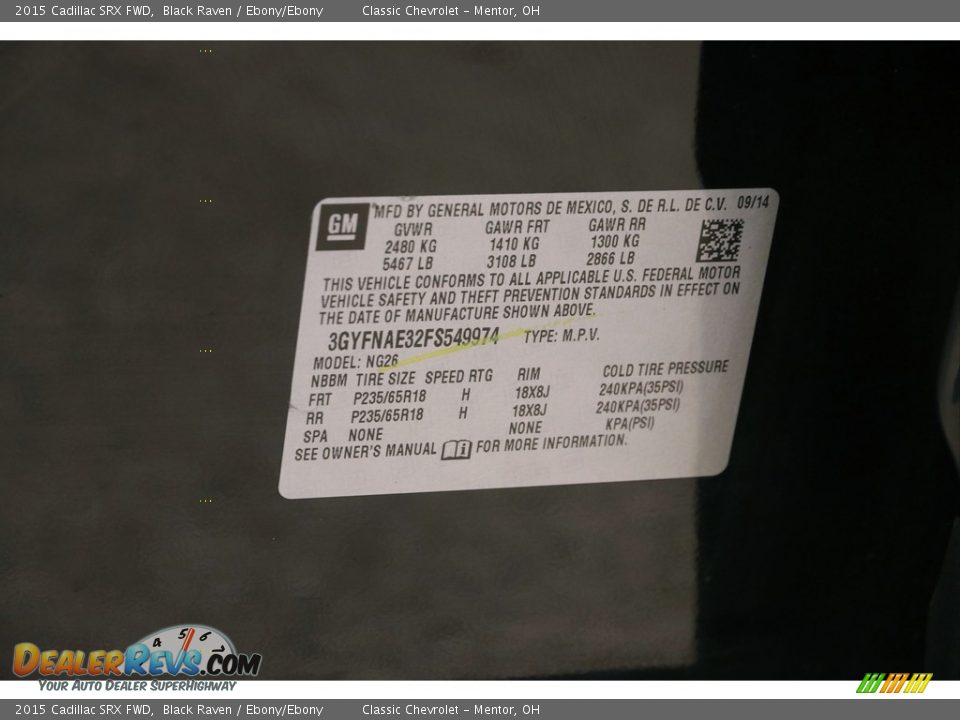 2015 Cadillac SRX FWD, Black Raven / Ebony/Ebony Classic Chevrolet - Mentor, OH
GM MFD BY GENERAL MOTORS DE MEXICO, S. DE R.L. DE C.V. 09/14
GVWR GAWR FRT GAWR RR
2480 KG 1410 KG 1300 KG
5467 LB 3108 LB 2866 LB
THIS VEHICLE CONFORMS TO ALL APPLICABLE U.S. FEDERAL MOTOR
VEHICLE SAFETY AND THEFT PREVENTION STANDARDS IN EFFECT ON
THE DATE OF MANUFACTURE SHOWN ABOVE.
3GYFNAE32FS549974 TYPE: M.P.V.
MODEL: NG26
NBBM TIRE SIZE SPEED RTG RIM COLD TIRE PRESSURE
FRT P235/65R18 H 18X8J 240KPA(35PSI)
RR P235/65R18 H 18X8J 240KPA(35PSI)
SPA NONE NONE KPA(PSI)
SEE OWNER'S MANUAL FOR MORE INFORMATION.
4 5 6
DEALERREVS.COM
YOUR AUTO DEALER SUPERHIGHWAY
2015 Cadillac SRX FWD, Black Raven / Ebony/Ebony Classic Chevrolet - Mentor, OH